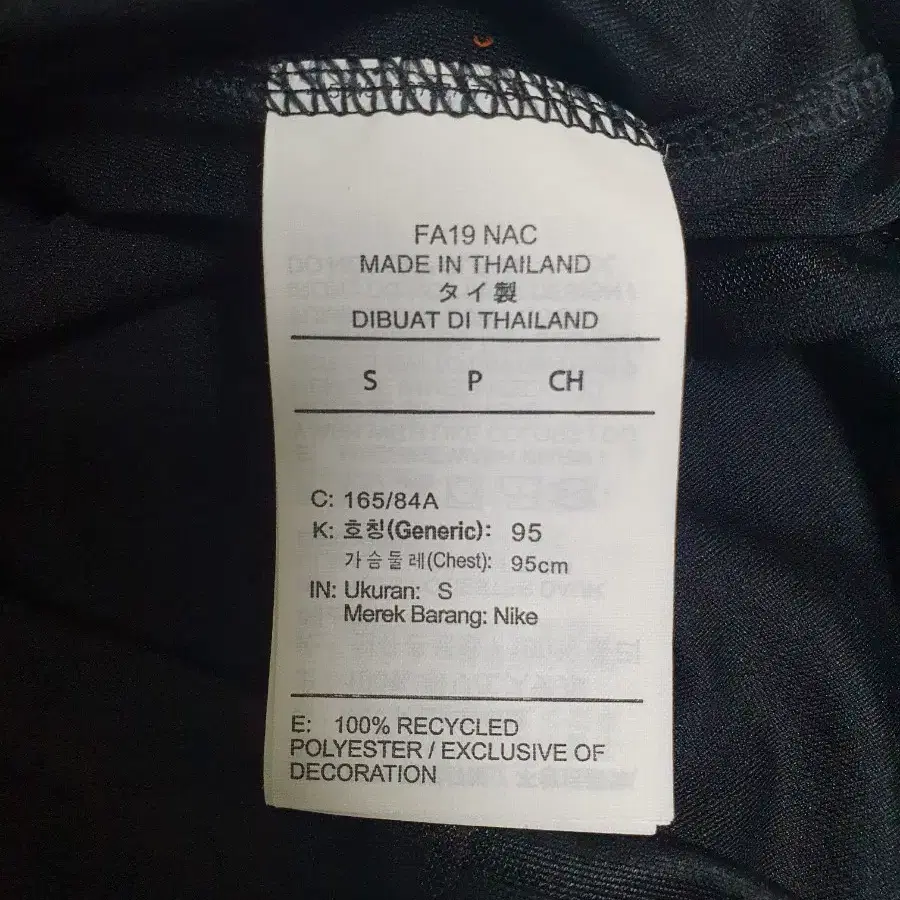 FA19 NAC
MADE IN THAILAND
タイ製
DIBUAT DI THAILAND
S P CH
C: 165/84A
K: 호칭(Generic): 95
가슴둘레(Chest): 95cm
IN: Ukuran: S
Merek Barang: Nike
E: 100% RECYCLED
POLYESTER / EXCLUSIVE OF
DECORATION